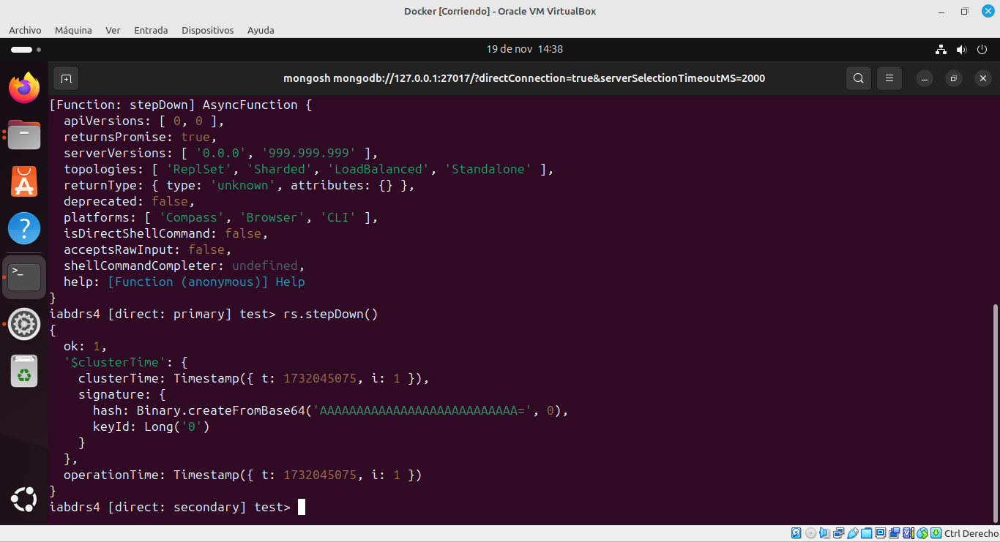 Docker [Corriendo] - Oracle VM VirtualBox
Archivo Máquina Ver Entrada Dispositivos Ayuda
19 de nov 14:38
mongosh mongodb://127.0.0.1:27017/?directConnection=true&serverSelectionTimeoutMS=2000
[Function: stepDown] AsyncFunction {
  apiVersions: [ 0, 0 ],
  returnsPromise: true,
  serverVersions: [ '0.0.0', '999.999.999' ],
  topologies: [ 'ReplSet', 'Sharded', 'LoadBalanced', 'Standalone' ],
  returnType: { type: 'unknown', attributes: {} },
  deprecated: false,
  platforms: [ 'Compass', 'Browser', 'CLI' ],
  isDirectShellCommand: false,
  acceptsRawInput: false,
  shellCommandCompleter: undefined,
  help: [Function (anonymous)] Help
}
iabdrs4 [direct: primary] test> rs.stepDown()
{
  ok: 1,
  '$clusterTime': {
    clusterTime: Timestamp({ t: 1732045075, i: 1 }),
    signature: {
      hash: Binary.createFromBase64('AAAAAAAAAAAAAAAAAAAAAAAAAAA=', 0),
      keyId: Long('0')
    }
  },
  operationTime: Timestamp({ t: 1732045075, i: 1 })
}
iabdrs4 [direct: secondary] test>
Ctrl Derecho